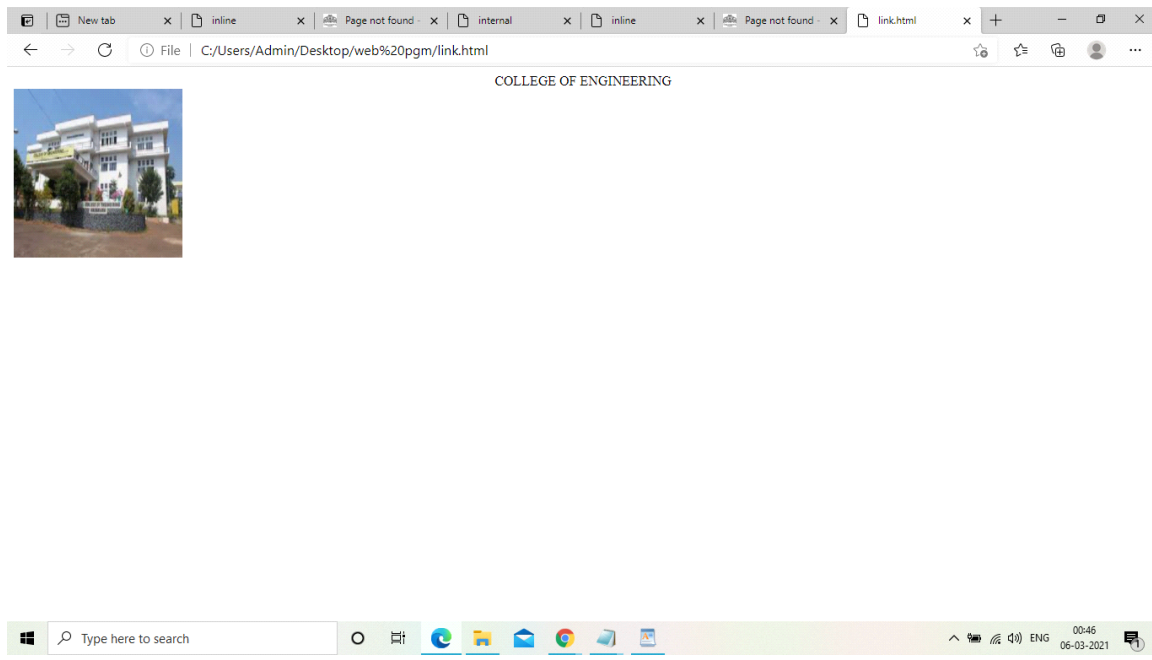 New tab
inline
Page not found -
internal
inline
Page not found -
link.html
File
C:/Users/Admin/Desktop/web%20pgm/link.html
COLLEGE OF ENGINEERING
Type here to search
ENG
00:46
06-03-2021
1